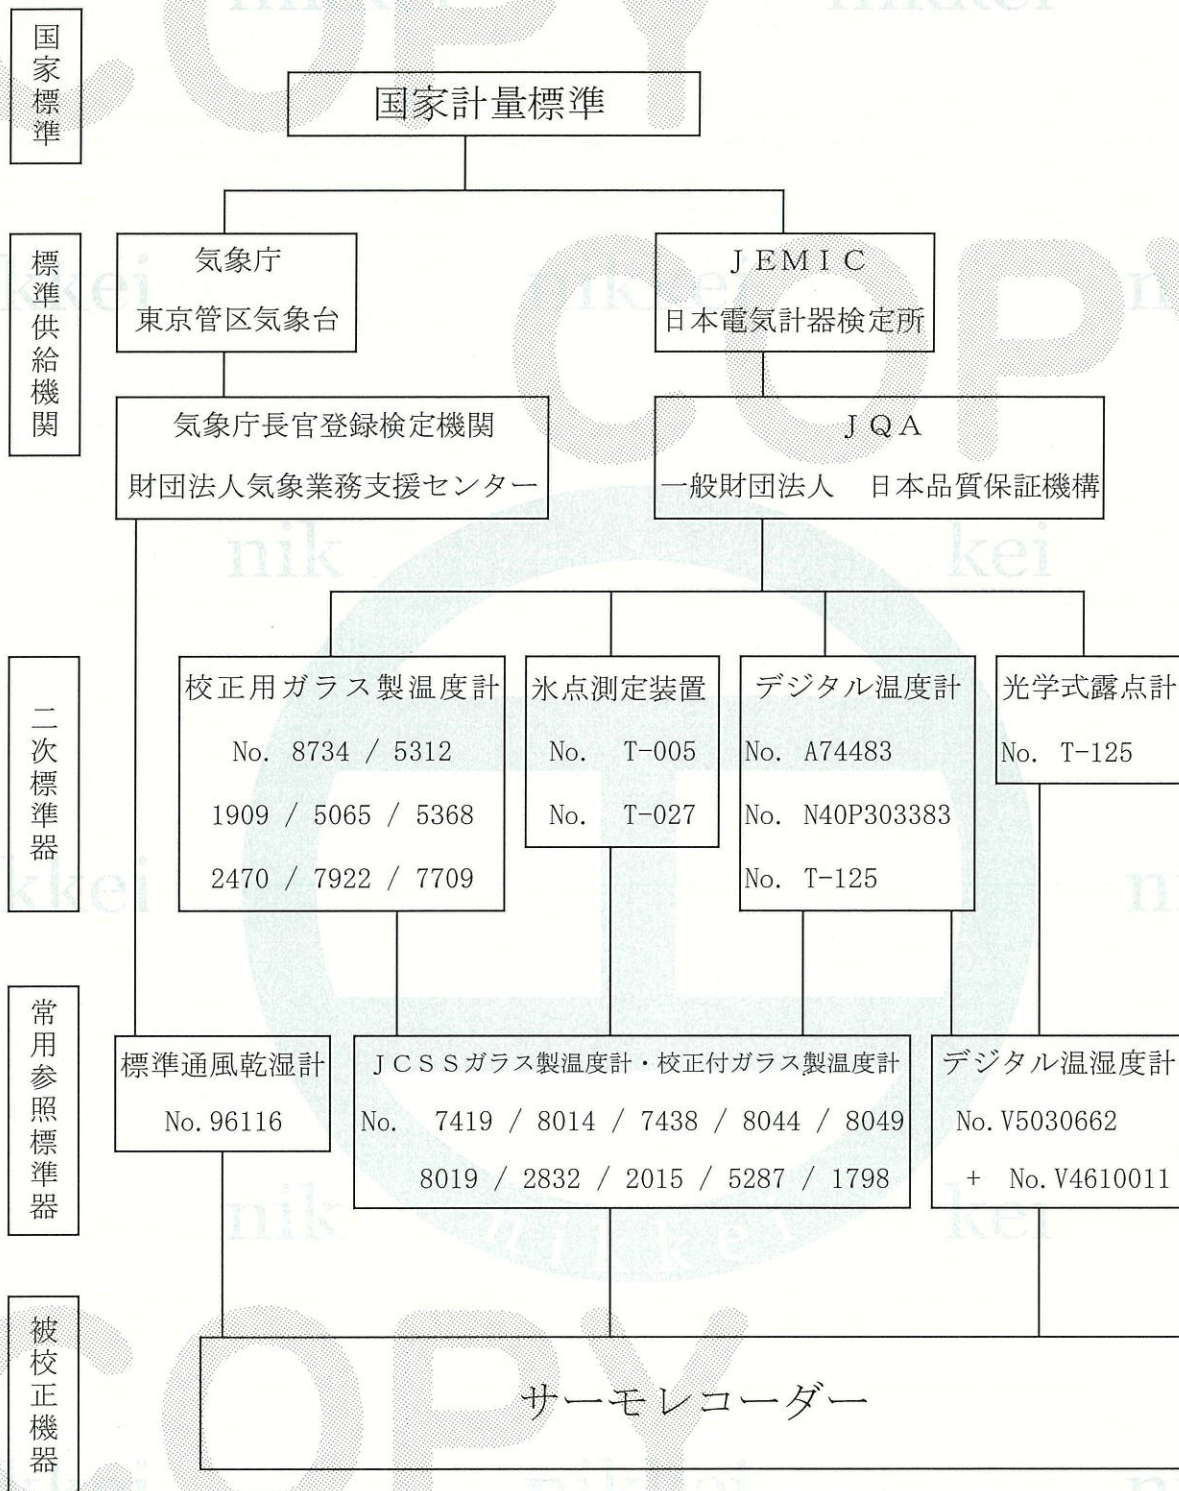 国家標準
国家計量標準
標準供給機関
気象庁
東京管区気象台
ＪＥＭＩＣ
日本電気計器検定所
気象庁長官登録検定機関
財団法人気象業務支援センター
ＪＱＡ
一般財団法人　日本品質保証機構
二次標準器
校正用ガラス製温度計
No. 8734 / 5312
1909 / 5065 / 5368
2470 / 7922 / 7709
氷点測定装置
No. T-005
No. T-027
デジタル温度計
No. A74483
No. N40P303383
No. T-125
光学式露点計
No. T-125
常用参照標準器
標準通風乾湿計
No.96116
ＪＣＳＳガラス製温度計・校正付ガラス製温度計
No. 7419 / 8014 / 7438 / 8044 / 8049
8019 / 2832 / 2015 / 5287 / 1798
デジタル温湿度計
No.V5030662
+ No.V4610011
被校正機器
サーモレコーダー
COPY
nikkei